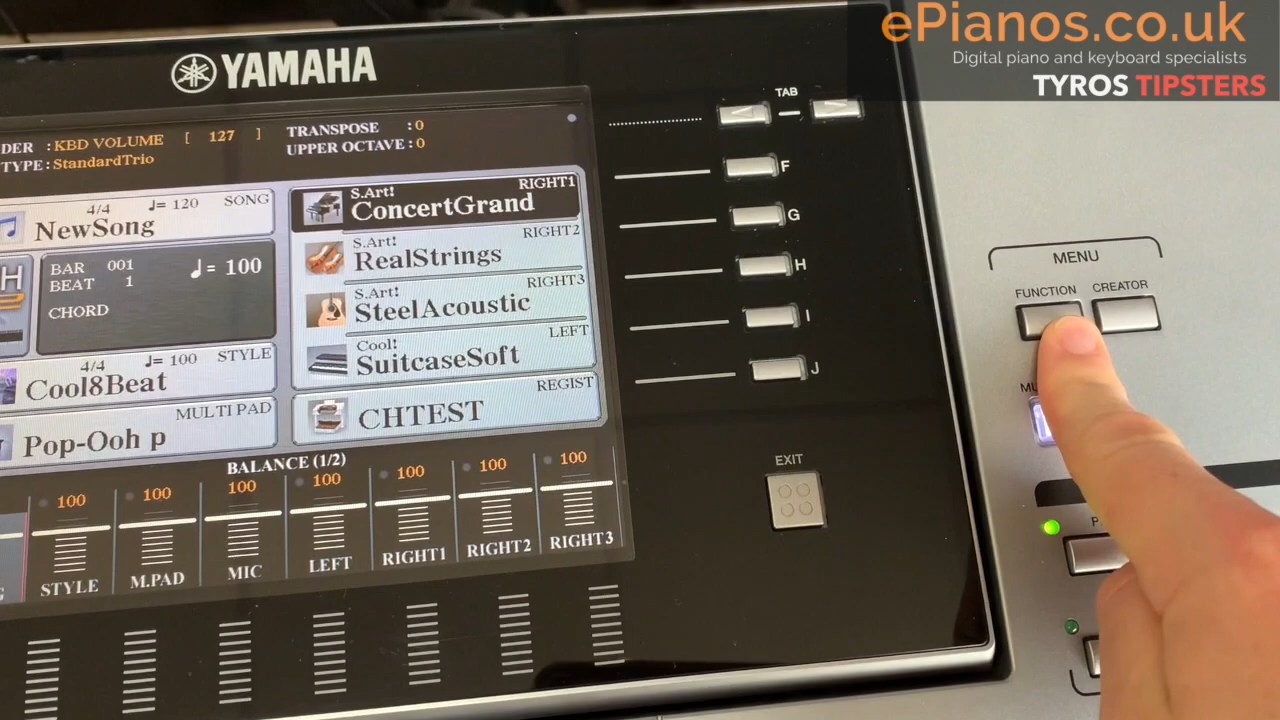 ePianos.co.uk
Digital piano and keyboard specialists
TYROS TIPSTERS
YAMAHA
DER : KBD VOLUME [ 127 ]
TYPE : StandardTrio
TRANSPOSE : 0
UPPER OCTAVE : 0
TAB
F
G
H
I
J
4/4 ♩= 120 SONG
NewSong
BAR 001
BEAT 1
♩= 100
CHORD
4/4 ♩= 100 STYLE
Cool8Beat
MULTI PAD
Pop-Ooh p
RIGHT1
S.Art!
ConcertGrand
RIGHT2
S.Art!
RealStrings
RIGHT3
S.Art!
SteelAcoustic
LEFT
Cool!
SuitcaseSoft
REGIST
CHTEST
BALANCE (1/2)
100 100 100 100 100 100 100
STYLE M.PAD MIC LEFT RIGHT1 RIGHT2 RIGHT3
MENU
FUNCTION CREATOR
EXIT